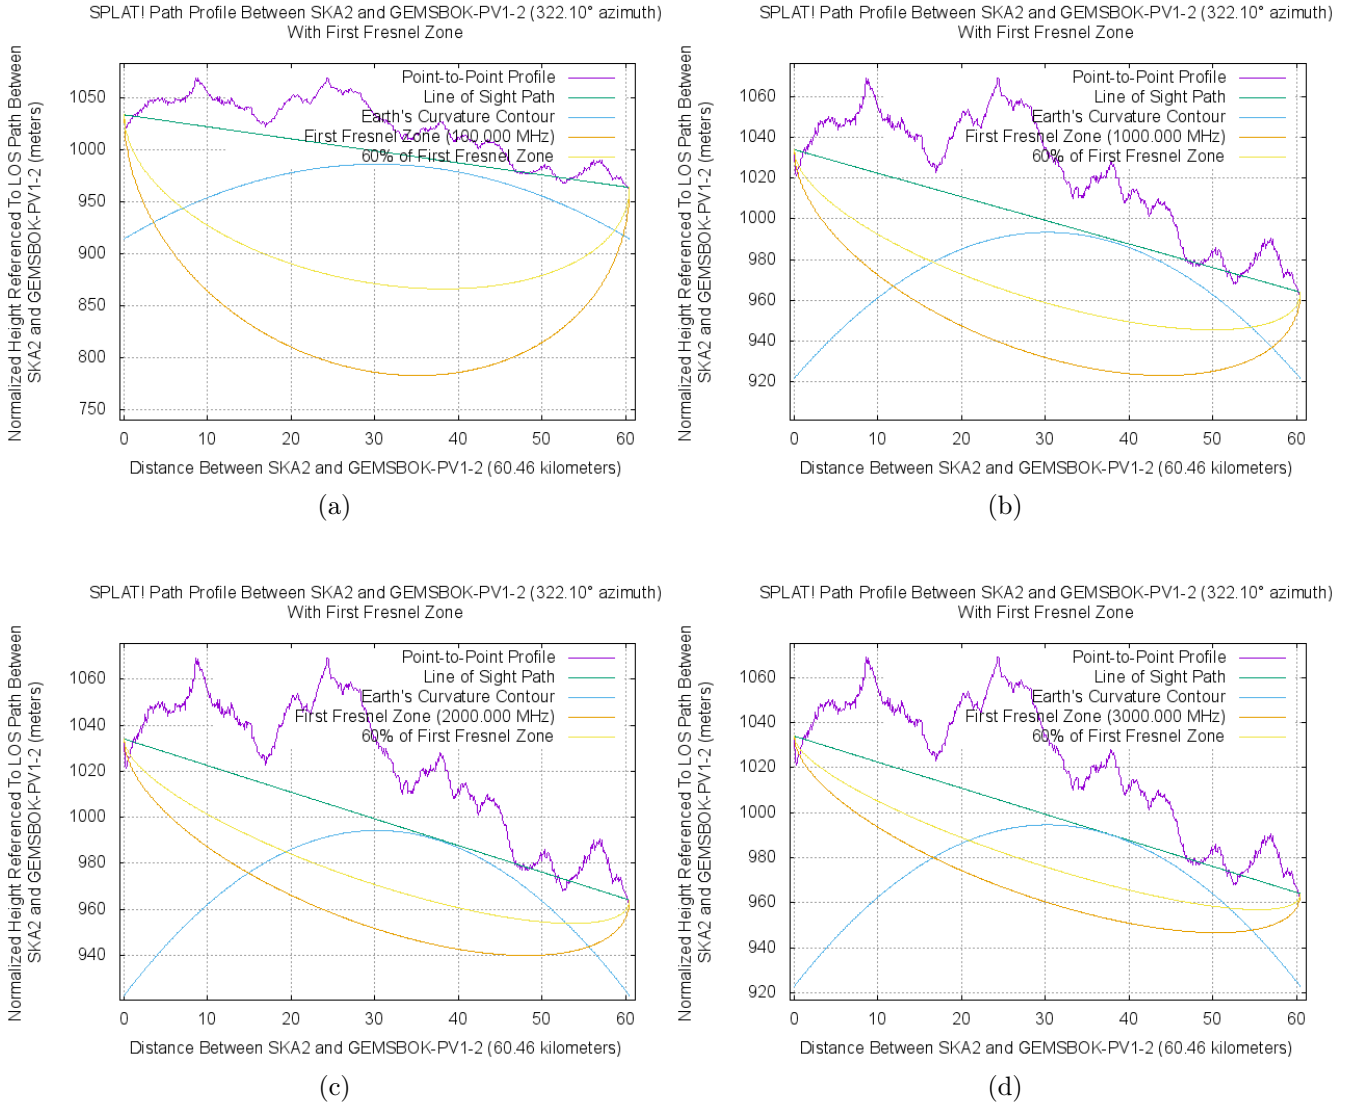 SPLAT! Path Profile Between SKA2 and GEMSBOK-PV1-2 (322.10° azimuth)
With First Fresnel Zone
Normalized Height Referenced To LOS Path Between
SKA2 and GEMSBOK-PV1-2 (meters)
Point-to-Point Profile
Line of Sight Path
Earth's Curvature Contour
First Fresnel Zone (100.000 MHz)
60% of First Fresnel Zone
1050
1000
950
900
850
800
750
0 10 20 30 40 50 60
Distance Between SKA2 and GEMSBOK-PV1-2 (60.46 kilometers)
(a)
SPLAT! Path Profile Between SKA2 and GEMSBOK-PV1-2 (322.10° azimuth)
With First Fresnel Zone
Normalized Height Referenced To LOS Path Between
SKA2 and GEMSBOK-PV1-2 (meters)
Point-to-Point Profile
Line of Sight Path
Earth's Curvature Contour
First Fresnel Zone (1000.000 MHz)
60% of First Fresnel Zone
1060
1040
1020
1000
980
960
940
920
0 10 20 30 40 50 60
Distance Between SKA2 and GEMSBOK-PV1-2 (60.46 kilometers)
(b)
SPLAT! Path Profile Between SKA2 and GEMSBOK-PV1-2 (322.10° azimuth)
With First Fresnel Zone
Normalized Height Referenced To LOS Path Between
SKA2 and GEMSBOK-PV1-2 (meters)
Point-to-Point Profile
Line of Sight Path
Earth's Curvature Contour
First Fresnel Zone (2000.000 MHz)
60% of First Fresnel Zone
1060
1040
1020
1000
980
960
940
0 10 20 30 40 50 60
Distance Between SKA2 and GEMSBOK-PV1-2 (60.46 kilometers)
(c)
SPLAT! Path Profile Between SKA2 and GEMSBOK-PV1-2 (322.10° azimuth)
With First Fresnel Zone
Normalized Height Referenced To LOS Path Between
SKA2 and GEMSBOK-PV1-2 (meters)
Point-to-Point Profile
Line of Sight Path
Earth's Curvature Contour
First Fresnel Zone (3000.000 MHz)
60% of First Fresnel Zone
1060
1040
1020
1000
980
960
940
920
0 10 20 30 40 50 60
Distance Between SKA2 and GEMSBOK-PV1-2 (60.46 kilometers)
(d)